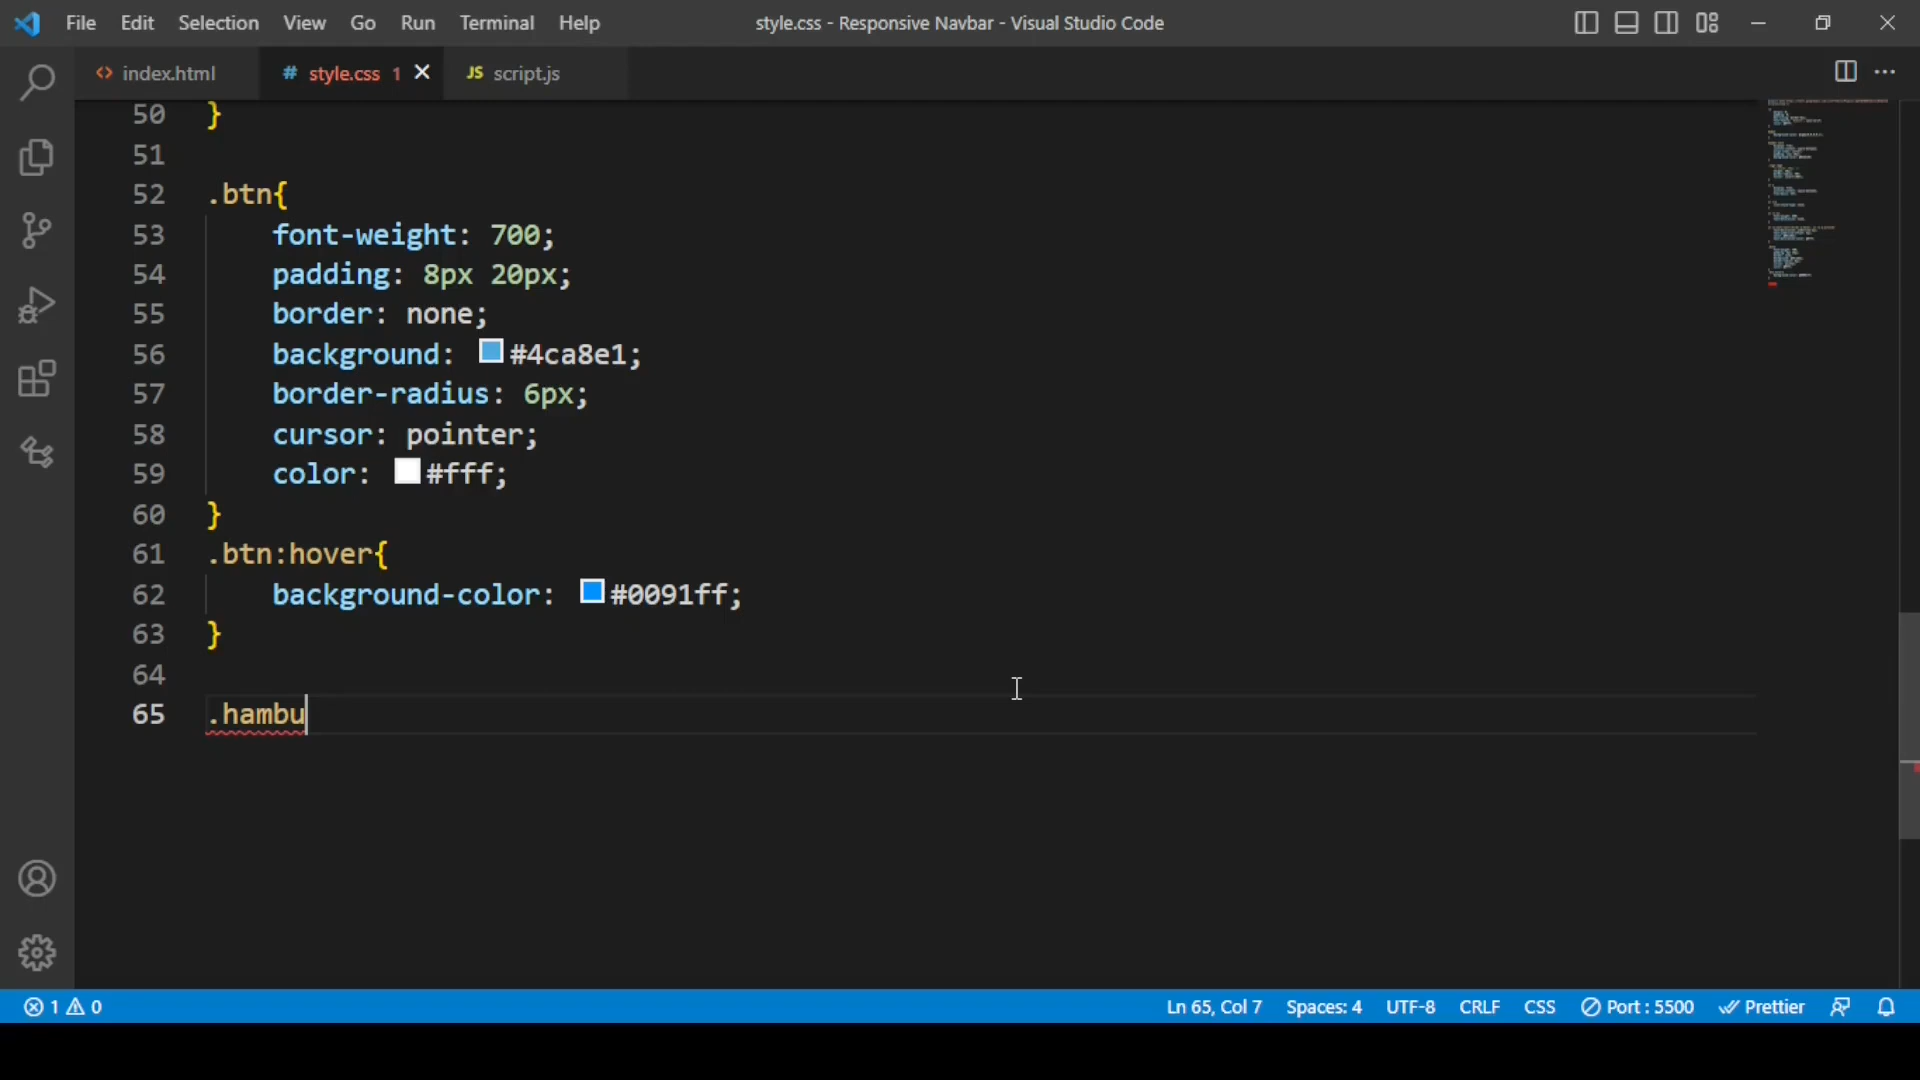 File Edit Selection View Go Run Terminal Help style.css - Responsive Navbar - Visual Studio Code
<> index.html # style.css 1 JS script.js
50 }
51
52 .btn{
53 font-weight: 700;
54 padding: 8px 20px;
55 border: none;
56 background: #4ca8e1;
57 border-radius: 6px;
58 cursor: pointer;
59 color: #fff;
60 }
61 .btn:hover{
62 background-color: #0091ff;
63 }
64
65 .hambu
1 0 Ln 65, Col 7 Spaces: 4 UTF-8 CRLF CSS Port : 5500 Prettier